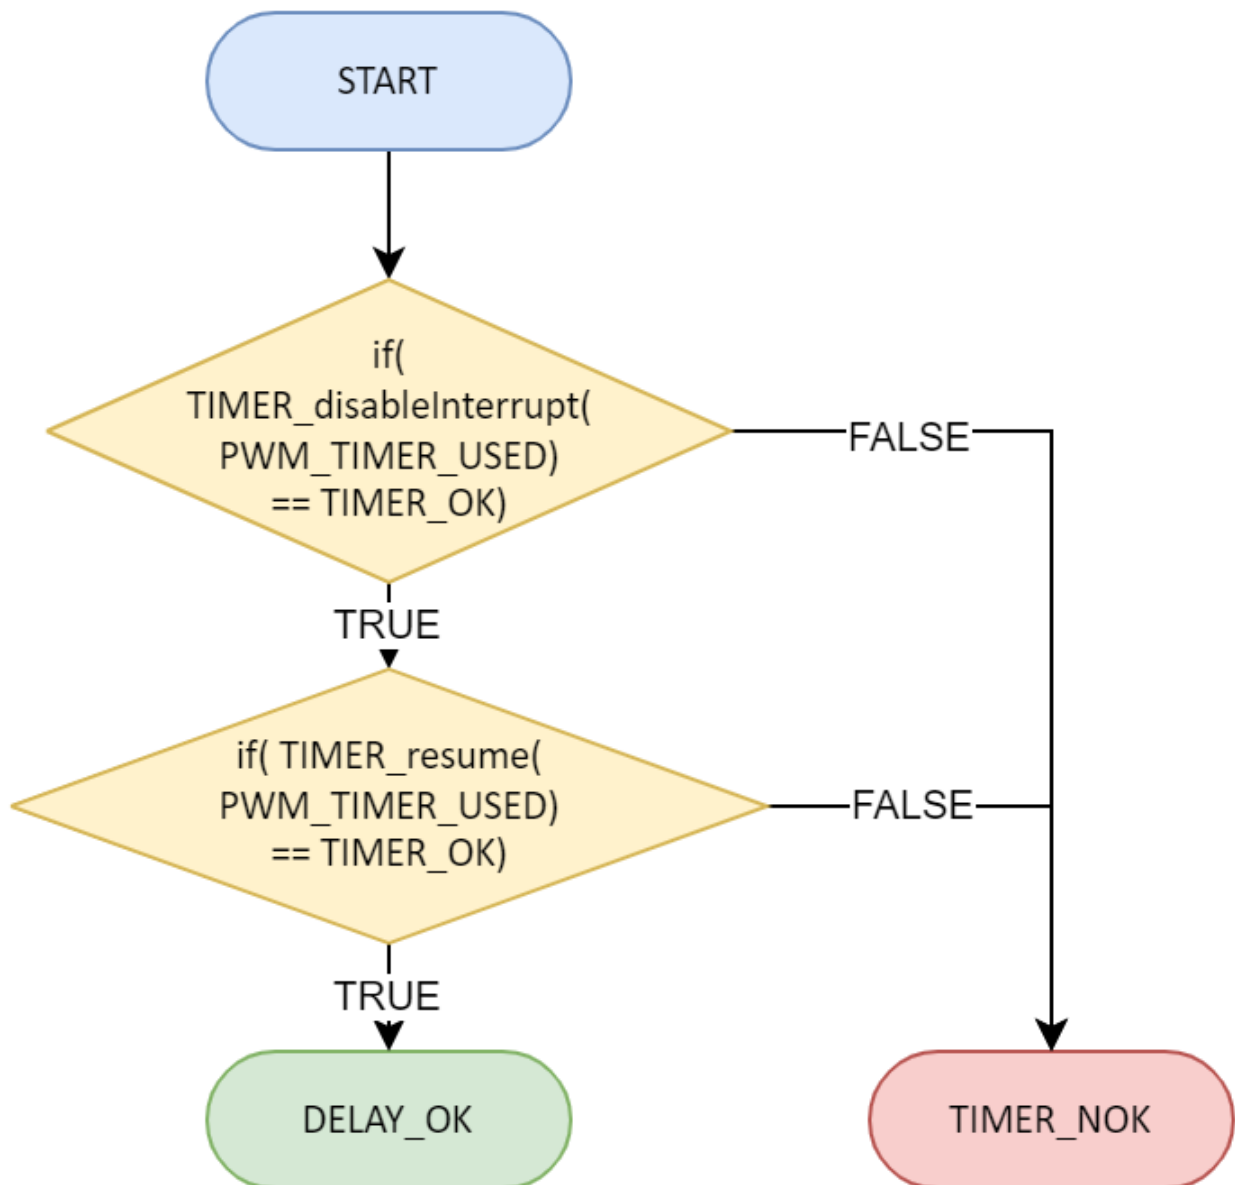 START
if(
TIMER_disableInterrupt(
PWM_TIMER_USED)
== TIMER_OK)
FALSE
TRUE
if( TIMER_resume(
PWM_TIMER_USED)
== TIMER_OK)
FALSE
TRUE
DELAY_OK
TIMER_NOK